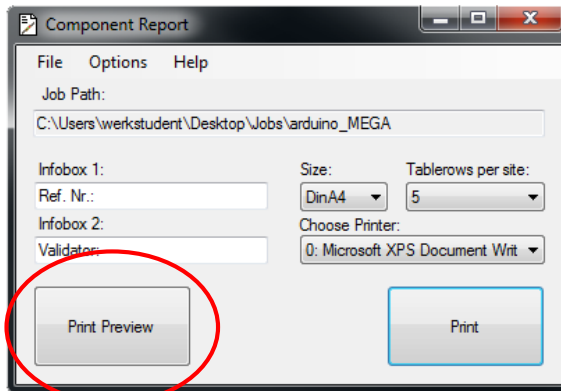 Component Report
File Options Help
Job Path:
C:\Users\werkstudent\Desktop\Jobs\arduino_MEGA
Infobox 1: Size: Tablerows per site:
Ref. Nr.: DinA4 5
Infobox 2: Choose Printer:
Validator: 0: Microsoft XPS Document Writ
Print Preview Print